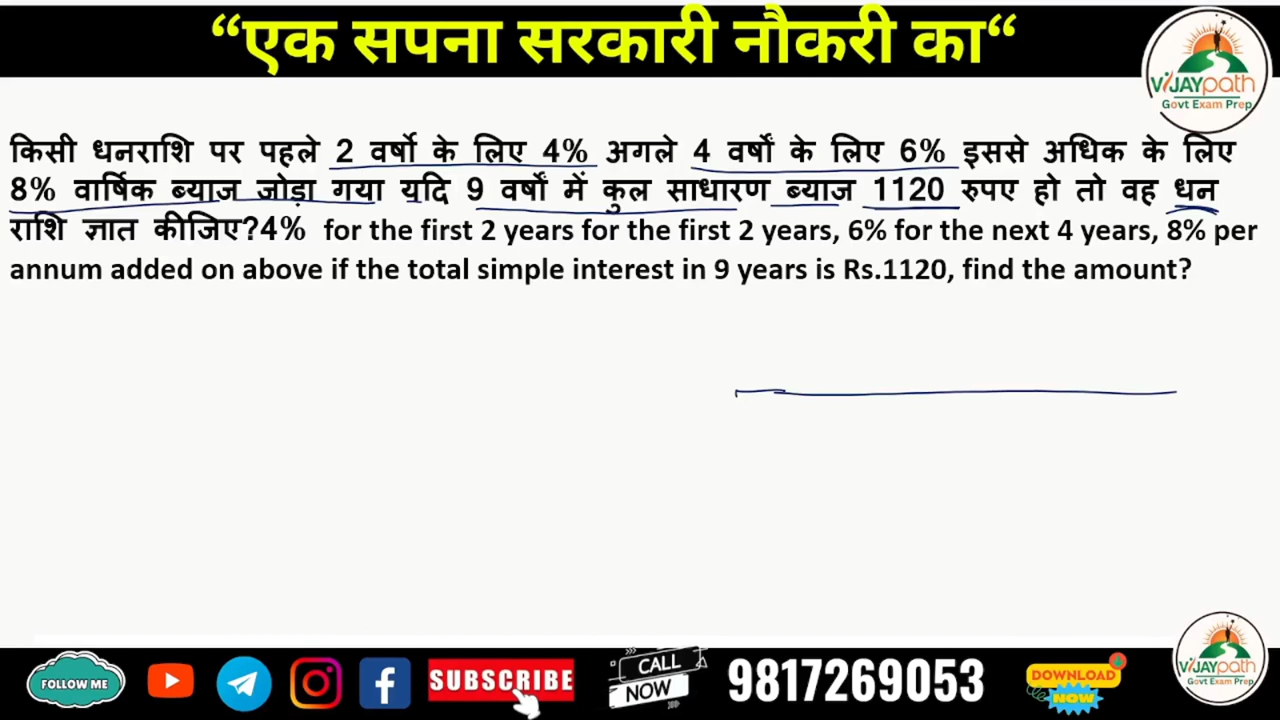 “एक सपना सरकारी नौकरी का“
VIJAYpath
Govt Exam Prep
किसी धनराशि पर पहले 2 वर्षो के लिए 4% अगले 4 वर्षों के लिए 6% इससे अधिक के लिए
8% वार्षिक ब्याज जोड़ा गया यदि 9 वर्षों में कुल साधारण ब्याज 1120 रुपए हो तो वह धन
राशि ज्ञात कीजिए?4% for the first 2 years for the first 2 years, 6% for the next 4 years, 8% per
annum added on above if the total simple interest in 9 years is Rs.1120, find the amount?
FOLLOW ME
SUBSCRIBE
CALL
NOW
9817269053
DOWNLOAD
NOW
VIJAYpath
Govt Exam Prep